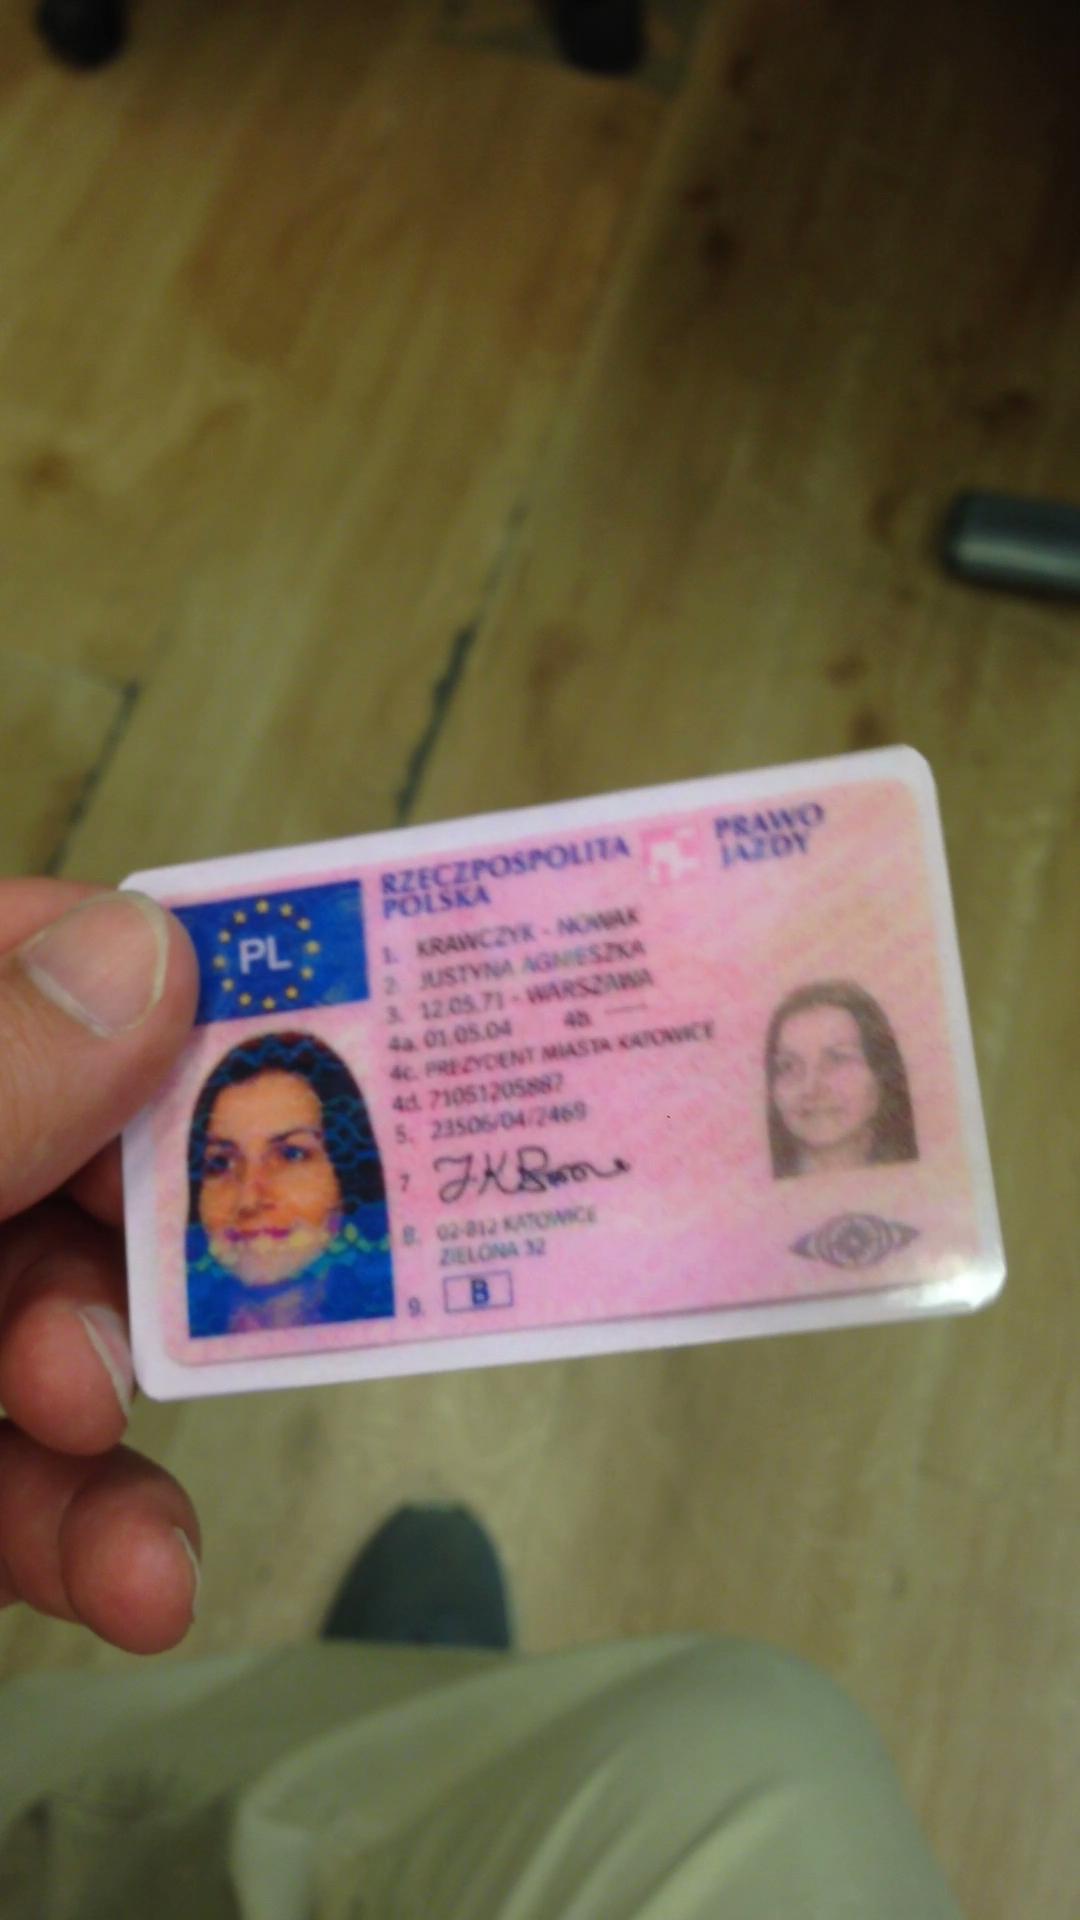 RZECZPOSPOLITA
POLSKA
PRAWO
JAZDY
PL
1. KRAWCZYK - NOWAK
2. JUSTYNA AGNIESZKA
3. 12.05.71 - WARSZAWA
4a. 01.05.04 4b. -----
4c. PREZYDENT MIASTA KATOWICE
4d. 71051205887
5. 23506/04/2469
7
8. 02-812 KATOWICE
ZIELONA 32
9. B